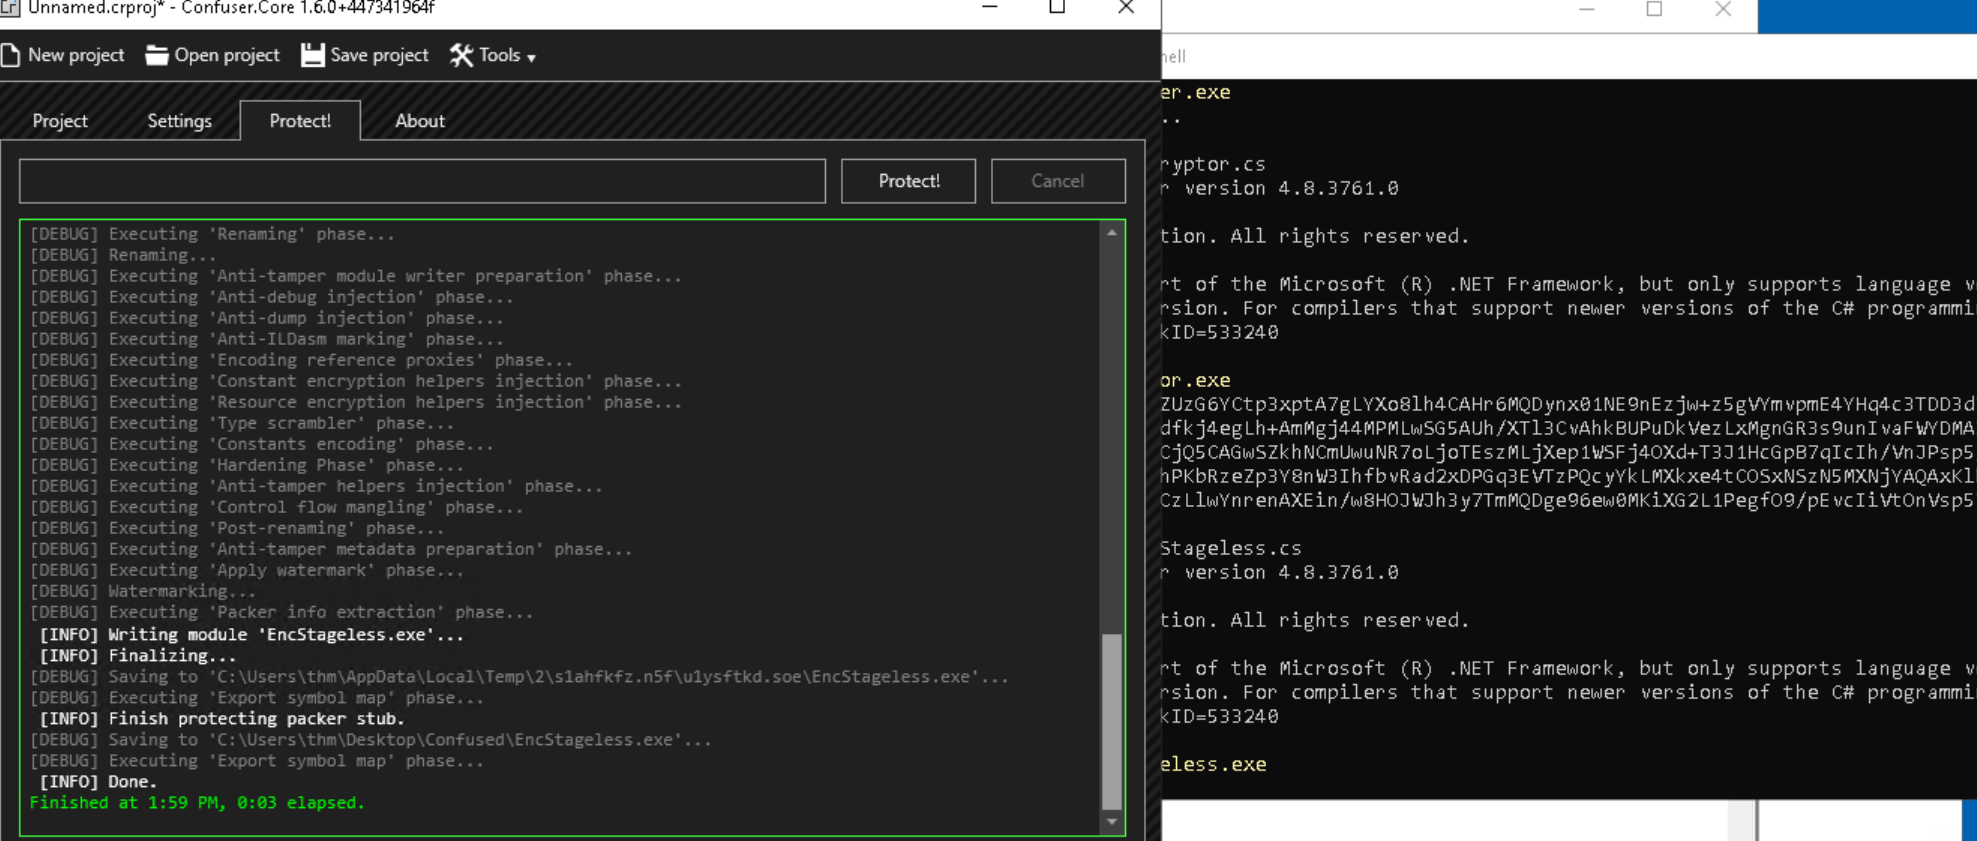 Unnamed.crproj* - Confuser.Core 1.6.0+447341964f
New project Open project Save project Tools
Project Settings Protect! About
Protect! Cancel
[DEBUG] Executing 'Renaming' phase...
[DEBUG] Renaming...
[DEBUG] Executing 'Anti-tamper module writer preparation' phase...
[DEBUG] Executing 'Anti-debug injection' phase...
[DEBUG] Executing 'Anti-dump injection' phase...
[DEBUG] Executing 'Anti-ILDasm marking' phase...
[DEBUG] Executing 'Encoding reference proxies' phase...
[DEBUG] Executing 'Constant encryption helpers injection' phase...
[DEBUG] Executing 'Resource encryption helpers injection' phase...
[DEBUG] Executing 'Type scrambler' phase...
[DEBUG] Executing 'Constants encoding' phase...
[DEBUG] Executing 'Hardening Phase' phase...
[DEBUG] Executing 'Anti-tamper helpers injection' phase...
[DEBUG] Executing 'Control flow mangling' phase...
[DEBUG] Executing 'Post-renaming' phase...
[DEBUG] Executing 'Anti-tamper metadata preparation' phase...
[DEBUG] Executing 'Apply watermark' phase...
[DEBUG] Watermarking...
[DEBUG] Executing 'Packer info extraction' phase...
[INFO] Writing module 'EncStageless.exe'...
[INFO] Finalizing...
[DEBUG] Saving to 'C:\Users\thm\AppData\Local\Temp\2\s1ahfkfz.n5f\u1ysftkd.soe\EncStageless.exe'...
[DEBUG] Executing 'Export symbol map' phase...
[INFO] Finish protecting packer stub.
[DEBUG] Saving to 'C:\Users\thm\Desktop\Confused\EncStageless.exe'...
[DEBUG] Executing 'Export symbol map' phase...
[INFO] Done.
Finished at 1:59 PM, 0:03 elapsed.
hell
er.exe
..
ryptor.cs
r version 4.8.3761.0
tion. All rights reserved.
rt of the Microsoft (R) .NET Framework, but only supports language v
rsion. For compilers that support newer versions of the C# programmi
kID=533240
or.exe
ZUzG6YCtp3xptA7gLYXo8lh4CAHr6MQDynx01NE9nEzjw+z5gVYmvpmE4YHq4c3TDD3d
dfkj4egLh+AmMgj44MPMLwSG5AUh/XTl3CvAhkBUPuDkVezLxMgnGR3s9unIvaFWYDMA
CjQ5CAGwSZkhNCmUwuNR7oLjoTEszMLjXep1WSFj4OXd+T3J1HcGpB7qIcIh/VnJPsp5
hPKbRzeZp3Y8nW3IhfbvRad2xDPGq3EVTzPQcyYkLMXkxe4tCOSxNSzN5MXNjYAQAxKl
CzLlwYnrenAXEin/w8HOJWJh3y7TmMQDge96ew0MKiXG2L1PegfO9/pEvcIiVtOnVsp5
Stageless.cs
r version 4.8.3761.0
tion. All rights reserved.
rt of the Microsoft (R) .NET Framework, but only supports language v
rsion. For compilers that support newer versions of the C# programmi
kID=533240
eless.exe